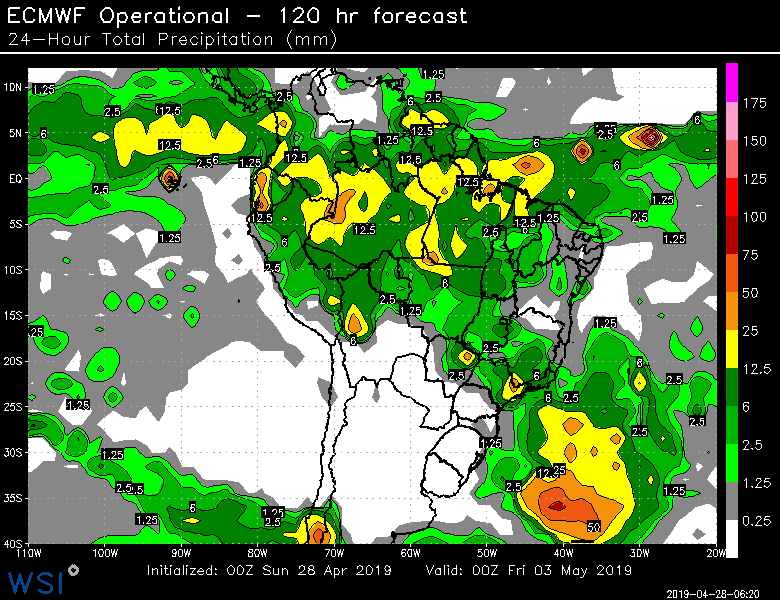 ECMWF Operational – 120 hr forecast
24–Hour Total Precipitation (mm)
10N
5N
EQ
5S
10S
15S
20S
25S
30S
35S
40S
110W 100W 90W 80W 70W 60W 50W 40W 30W 20W
175
150
125
100
75
50
25
12.5
6
2.5
1.25
0.25
1.25 2.5 6 2.5 1.25
2.5 12.5 6 12.5 1.25 6 2.5 6
12.5 2.5 6 1.25 12.5 12.5 6
2.5 12.5 1.25
1.25 12.5 12.5 2.5 12.5 1.25 2.5 1.25
6 6
2.5 6
2.5 1.25 1.25
.25 6 2.5
2.5 6 2.5
1.25 6 2.5 2.5
1.25 2.5
1.25 2.5 12.5 25
2.5 1.25
1.25 6 1.25 2.5 50
WSI
Initialized: 00Z Sun 28 Apr 2019 Valid: 00Z Fri 03 May 2019
2019-04-28-06:20